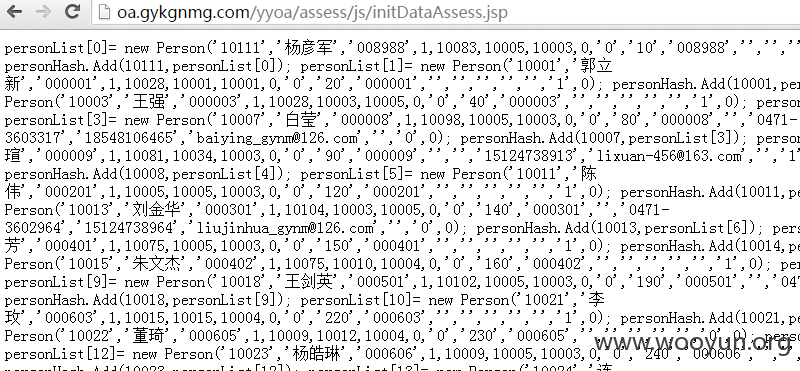 oa.gykgnmg.com/yyoa/assess/js/initDataAssess.jsp
personList[0]= new Person('10111','杨彦军','008988',1,10083,10005,10003,0,'0','10','008988','','','',
personHash.Add(10111,personList[0]); personList[1]= new Person('10001','郭立
新','000001',1,10028,10001,10001,0,'0','20','000001','','','','','','1',0); personHash.Add(10001,person
Person('10003','王强','000003',1,10028,10003,10005,0,'0','40','000003','','','','','','1',0); persor
personList[3]= new Person('10007','白莹','000008',1,10098,10005,10003,0,'0','80','000008','','','0471-
3603317','18548106465','baiying_gynm@126.com','','0',0); personHash.Add(10007,personList[3]); person
瑄','000009',1,10081,10034,10003,0,'0','90','000009','','','15124738913','lixuan-456@163.com','','1'
personHash.Add(10008,personList[4]); personList[5]= new Person('10011','陈
伟','000201',1,10005,10005,10003,0,'0','120','000201','','','','','','1',0); personHash.Add(10011,per
Person('10013','刘金华','000301',1,10104,10003,10005,0,'0','140','000301','','0471-
3602964','15124738964','liujinhua_gynm@126.com','','0',0); personHash.Add(10013,personList[6]); pers
芳','000401',1,10075,10005,10003,0,'0','150','000401','','','','','','1',0); personHash.Add(10014,per
Person('10015','朱文杰','000402',1,10075,10010,10004,0,'0','160','000402','','','','','','1',0); per
personList[9]= new Person('10018','王剑英','000501',1,10102,10005,10003,0,'0','190','000501','','047
personHash.Add(10018,personList[9]); personList[10]= new Person('10021','李
玫','000603',1,10015,10015,10004,0,'0','220','000603','','','','','','1',0); personHash.Add(10021,per
Person('10022','董琦','000605',1,10009,10012,10004,0,'0','230','000605','','','','','','1',0); pers
personList[12]= new Person('10023','杨皓琳','000606',1,10009,10005,10003,0,'0','240','000606','',''
www.wooyun.org